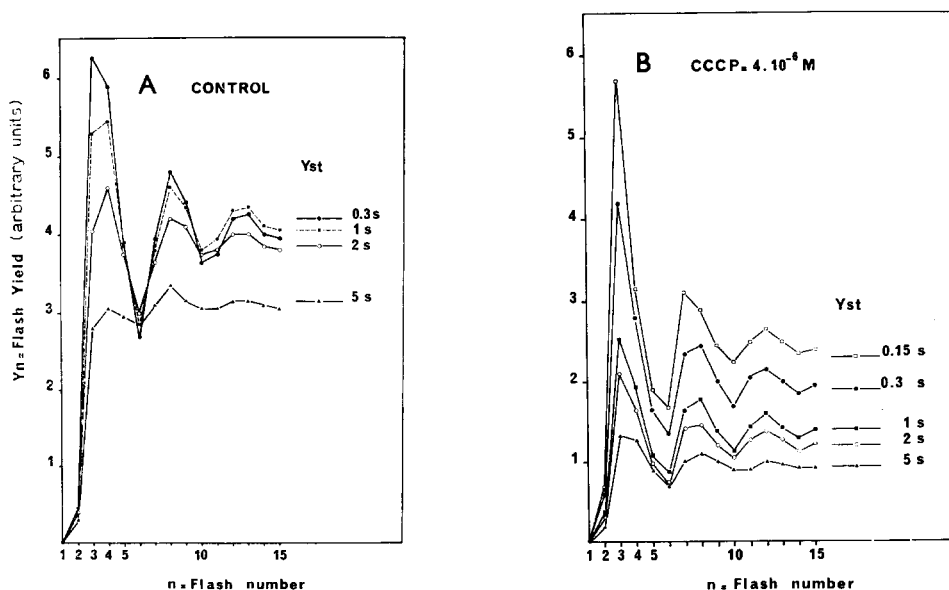 A CONTROL
Yn = Flash Yield (arbitrary units)
6
5
4
3
2
1
Yst
0.3 s
1 s
2 s
5 s
1 2 3 4 5 10 15
n = Flash number
B CCCP = 4.10⁻⁶ M
6
5
4
3
2
1
Yst
0.15 s
0.3 s
1 s
2 s
5 s
1 2 3 4 5 10 15
n = Flash number